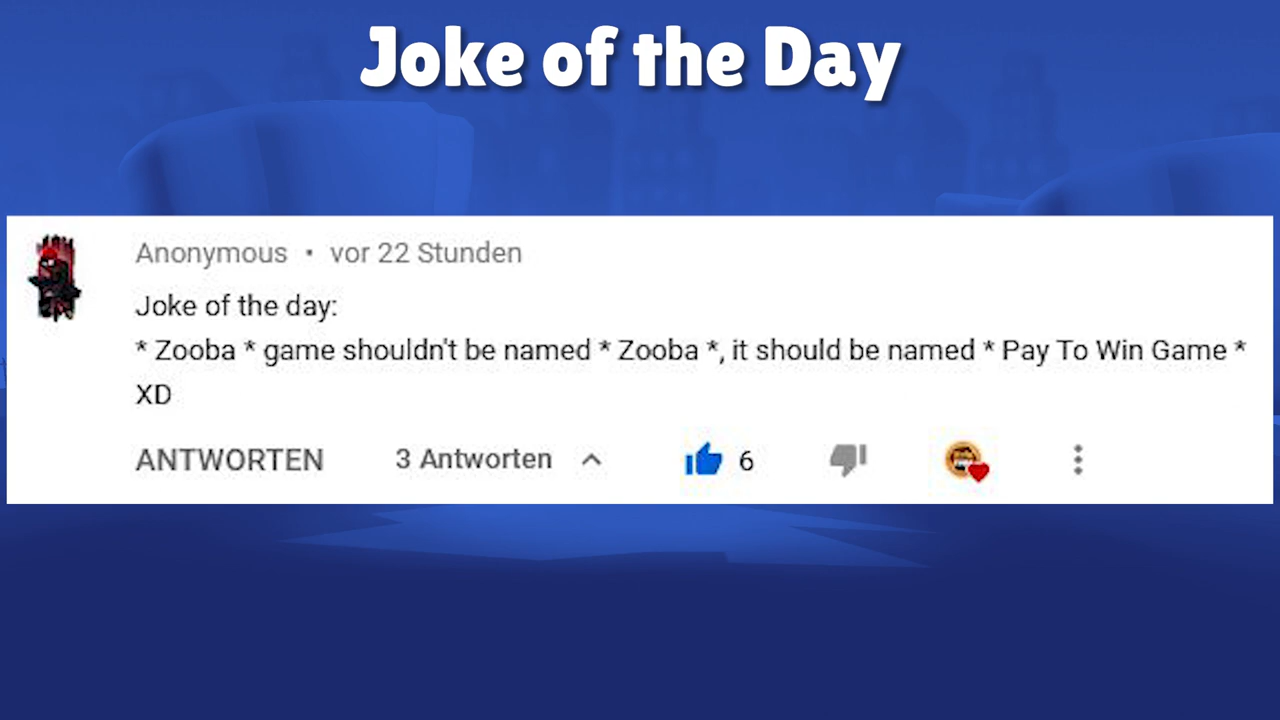 Joke of the Day
Anonymous • vor 22 Stunden
Joke of the day:
* Zooba * game shouldn't be named * Zooba *, it should be named * Pay To Win Game *
XD
ANTWORTEN 3 Antworten 6